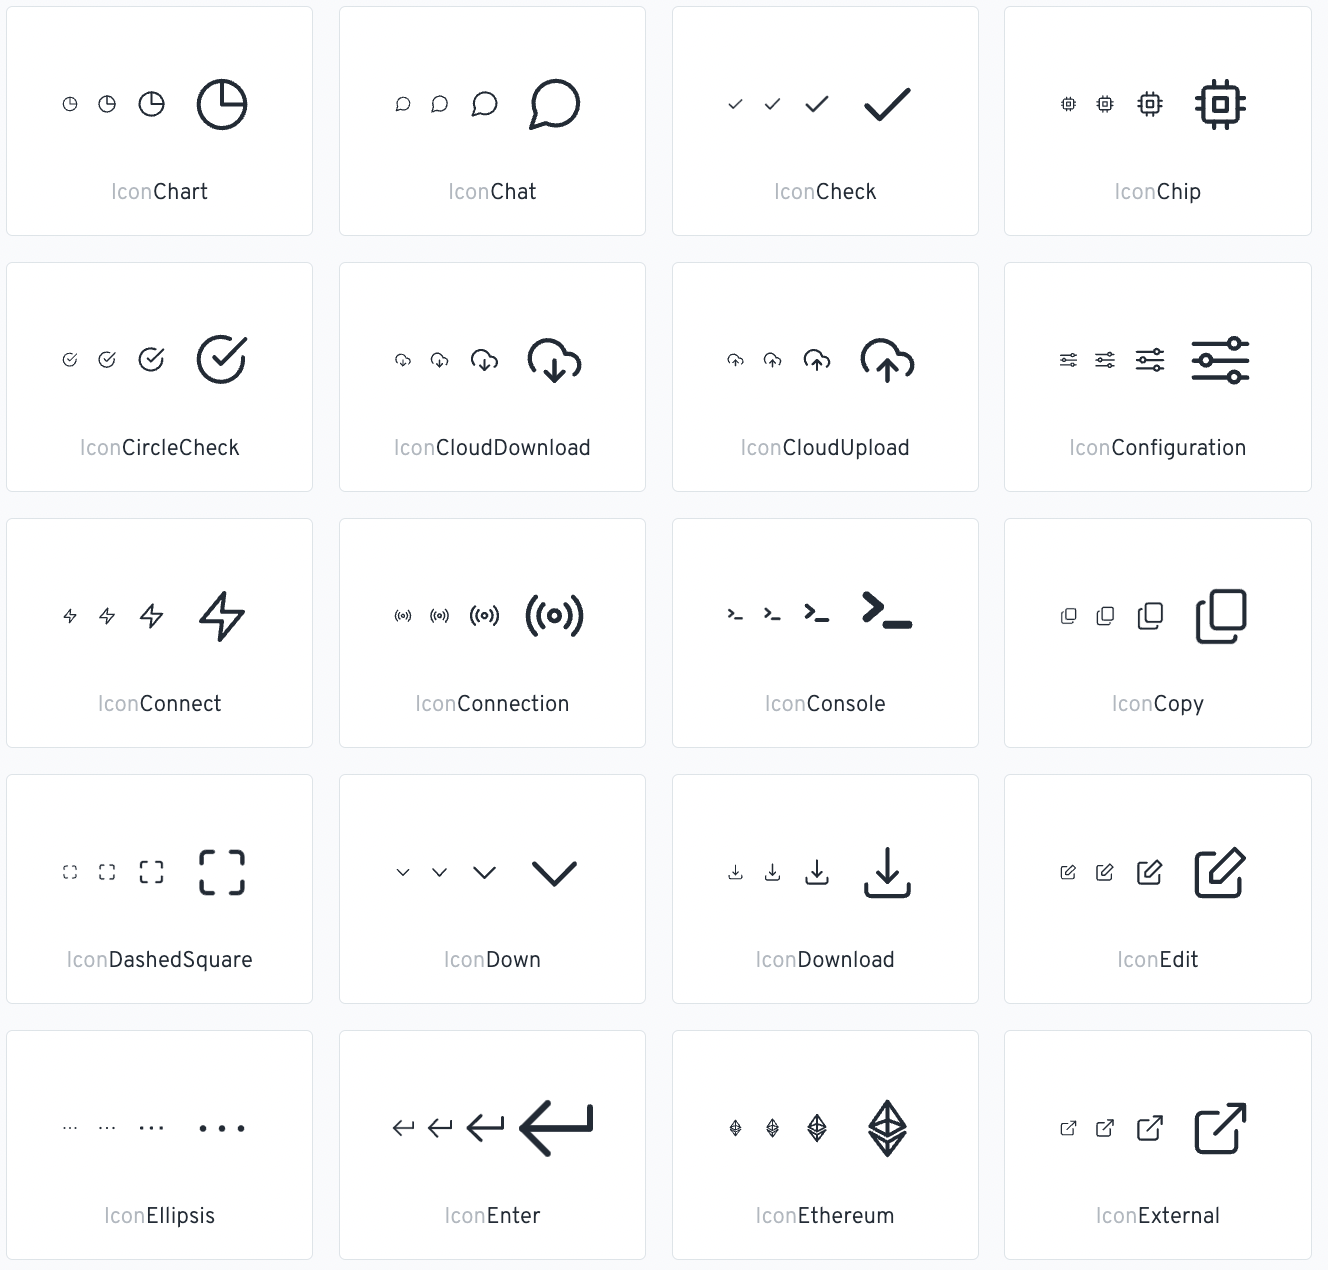 IconChart
IconChat
IconCheck
IconChip
IconCircleCheck
IconCloudDownload
IconCloudUpload
IconConfiguration
IconConnect
IconConnection
IconConsole
IconCopy
IconDashedSquare
IconDown
IconDownload
IconEdit
IconEllipsis
IconEnter
IconEthereum
IconExternal